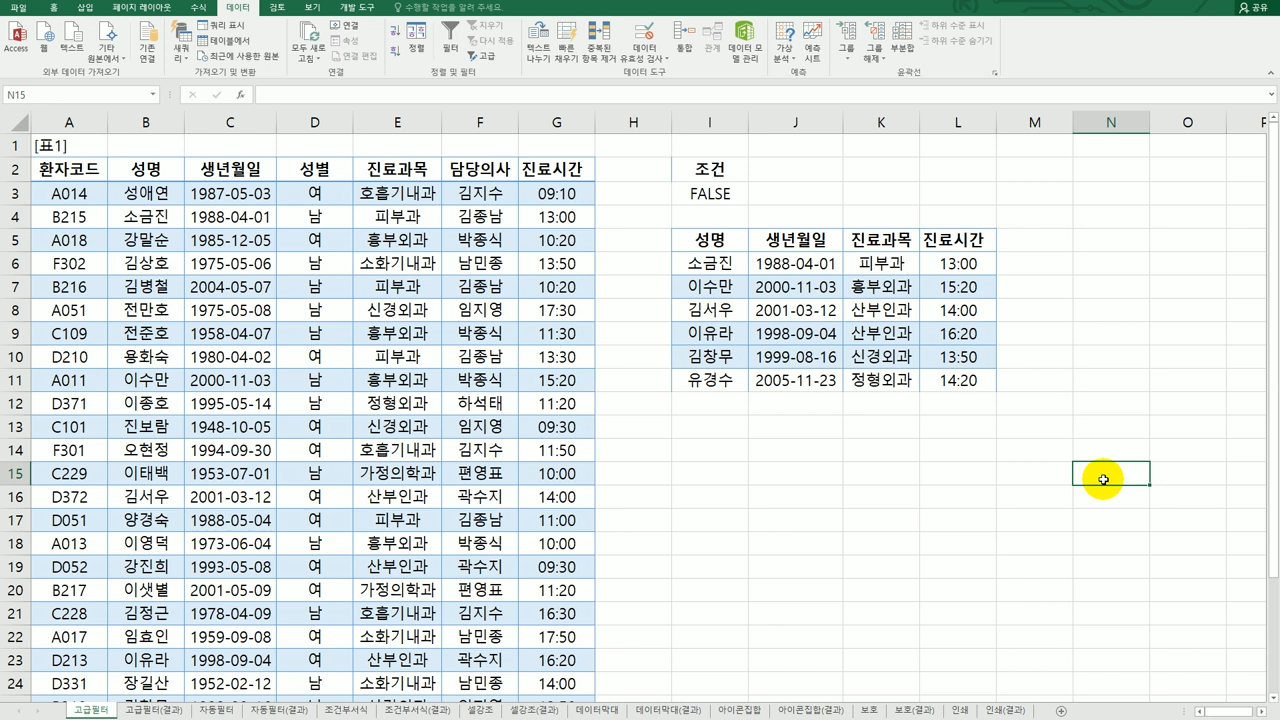 파일 홈 삽입 페이지 레이아웃 수식 데이터 검토 보기 개발 도구 수행할 작업을 알려 주세요. 공유
Access 웹 텍스트 기타 원본에서 기존 연결 새쿼리 쿼리 표시 테이블에서 최근에 사용한 원본 모두 새로 고침 연결 속성 연결 편집 정렬 필터 지우기 다시 적용 고급 텍스트 나누기 빠른 채우기 중복된 항목 제거 데이터 유효성 검사 통합 관계 데이터 모델 관리 가상 분석 예측 시트 그룹 그룹 해제 부분합 하위 수준 표시 하위 수준 숨기기
외부 데이터 가져오기 가져오기 및 변환 연결 정렬 및 필터 데이터 도구 예측 윤곽선
N15 fx
A B C D E F G H I J K L M N O
1 [표1]
2 환자코드 성명 생년월일 성별 진료과목 담당의사 진료시간 조건
3 A014 성애연 1987-05-03 여 호흡기내과 김지수 09:10 FALSE
4 B215 소금진 1988-04-01 남 피부과 김종남 13:00
5 A018 강말순 1985-12-05 여 흉부외과 박종식 10:20 성명 생년월일 진료과목 진료시간
6 F302 김상호 1975-05-06 남 소화기내과 남민종 13:50 소금진 1988-04-01 피부과 13:00
7 B216 김병철 2004-05-07 남 피부과 김종남 10:20 이수만 2000-11-03 흉부외과 15:20
8 A051 전만호 1975-05-08 남 신경외과 임지영 17:30 김서우 2001-03-12 산부인과 14:00
9 C109 전준호 1958-04-07 남 흉부외과 박종식 11:30 이유라 1998-09-04 산부인과 16:20
10 D210 용화숙 1980-04-02 여 피부과 김종남 13:30 김창무 1999-08-16 신경외과 13:50
11 A011 이수만 2000-11-03 남 흉부외과 박종식 15:20 유경수 2005-11-23 정형외과 14:20
12 D371 이종호 1995-05-14 남 정형외과 하석태 11:20
13 C101 진보람 1948-10-05 여 신경외과 임지영 09:30
14 F301 오현정 1994-09-30 여 호흡기내과 김지수 11:50
15 C229 이태백 1953-07-01 남 가정의학과 편영표 10:00
16 D372 김서우 2001-03-12 여 산부인과 곽수지 14:00
17 D051 양경숙 1988-05-04 여 피부과 김종남 11:00
18 A013 이영덕 1973-06-04 남 흉부외과 박종식 10:00
19 D052 강진희 1993-05-08 여 산부인과 곽수지 09:30
20 B217 이샛별 2001-05-09 여 가정의학과 편영표 11:20
21 C228 김정근 1978-04-09 남 호흡기내과 김지수 16:30
22 A017 임효인 1959-09-08 여 소화기내과 남민종 17:50
23 D213 이유라 1998-09-04 여 산부인과 곽수지 16:20
24 D331 장길산 1952-02-12 남 소화기내과 남민종 14:00
고급필터 고급필터(결과) 자동필터 자동필터(결과) 조건부서식 조건부서식(결과) 셀강조 셀강조(결과) 데이터막대 데이터막대(결과) 아이콘집합 아이콘집합(결과) 보호 보호(결과) 인쇄 인쇄(결과)